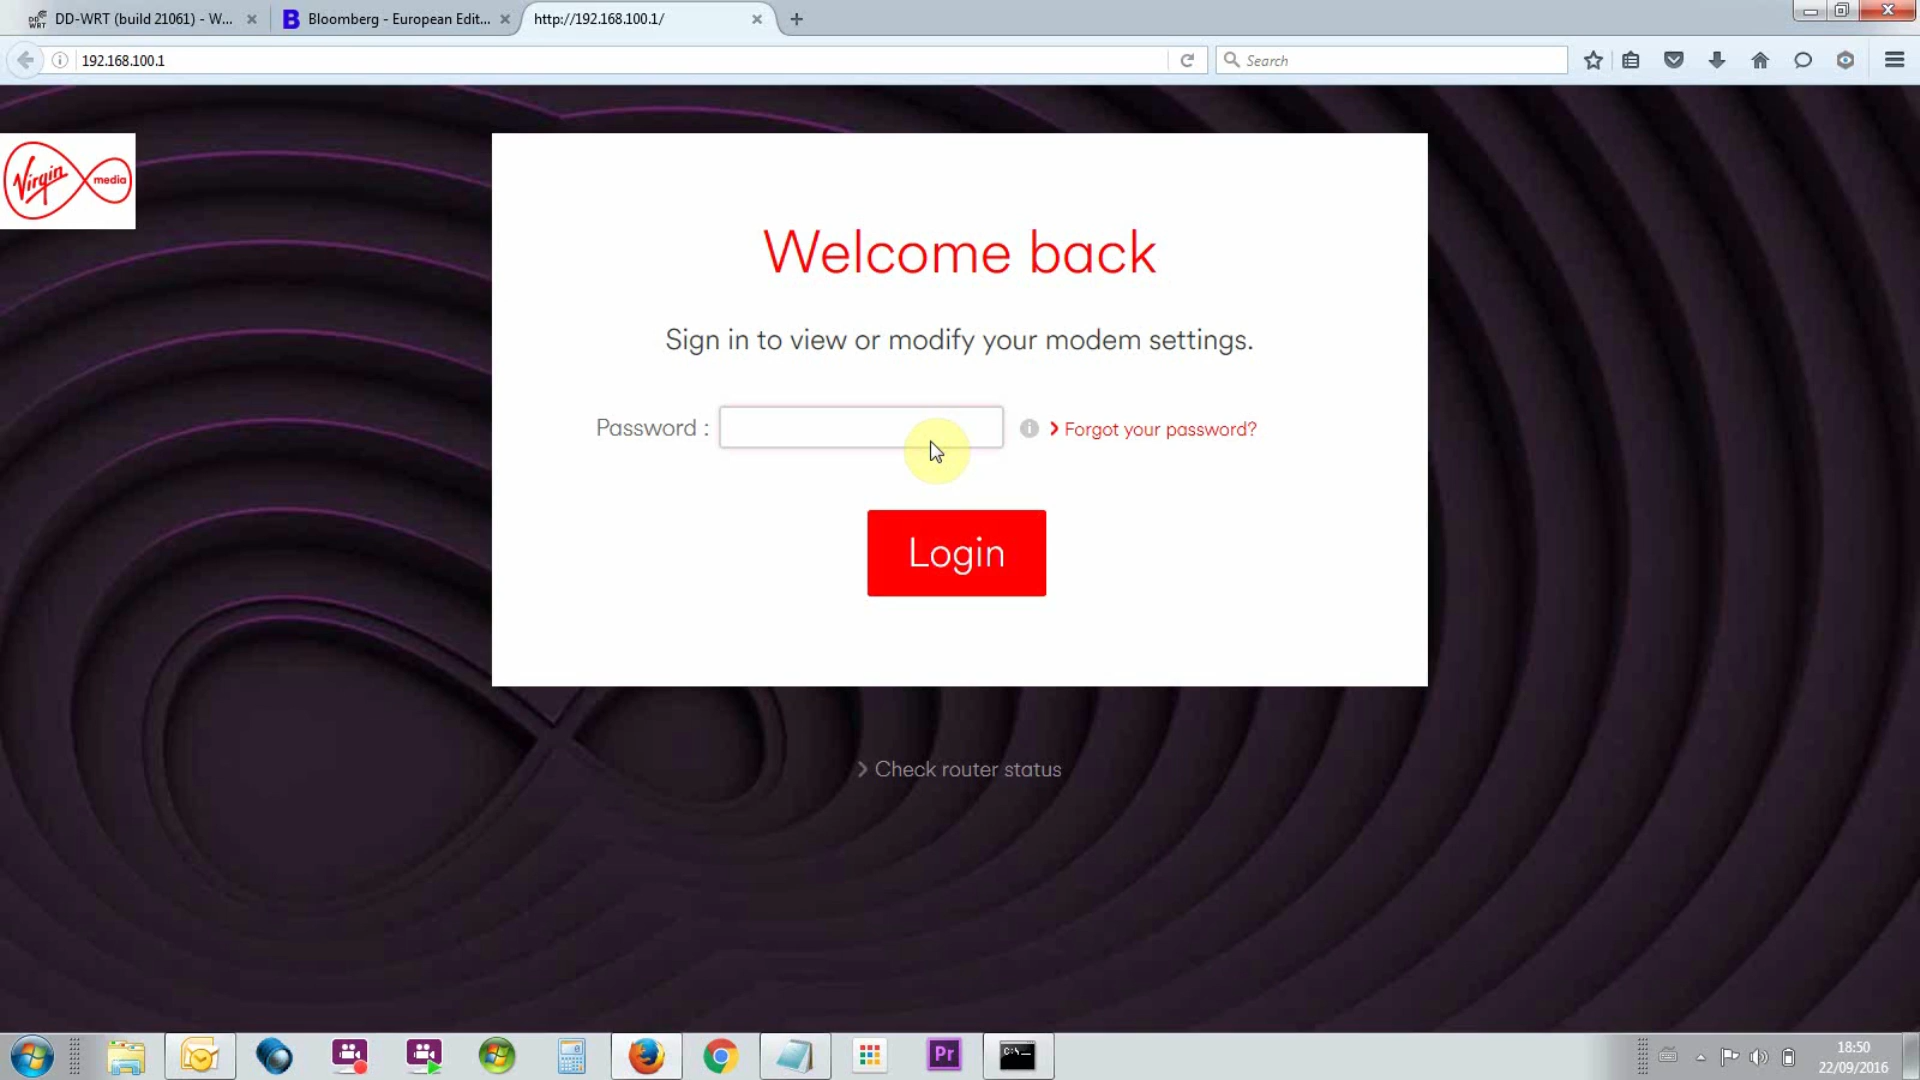 DD-WRT (build 21061) - W...
Bloomberg - European Edit...
http://192.168.100.1/
192.168.100.1
Search
Virgin media
Welcome back
Sign in to view or modify your modem settings.
Password :
Forgot your password?
Login
Check router status
Pr
C:\_
18:50
22/09/2016